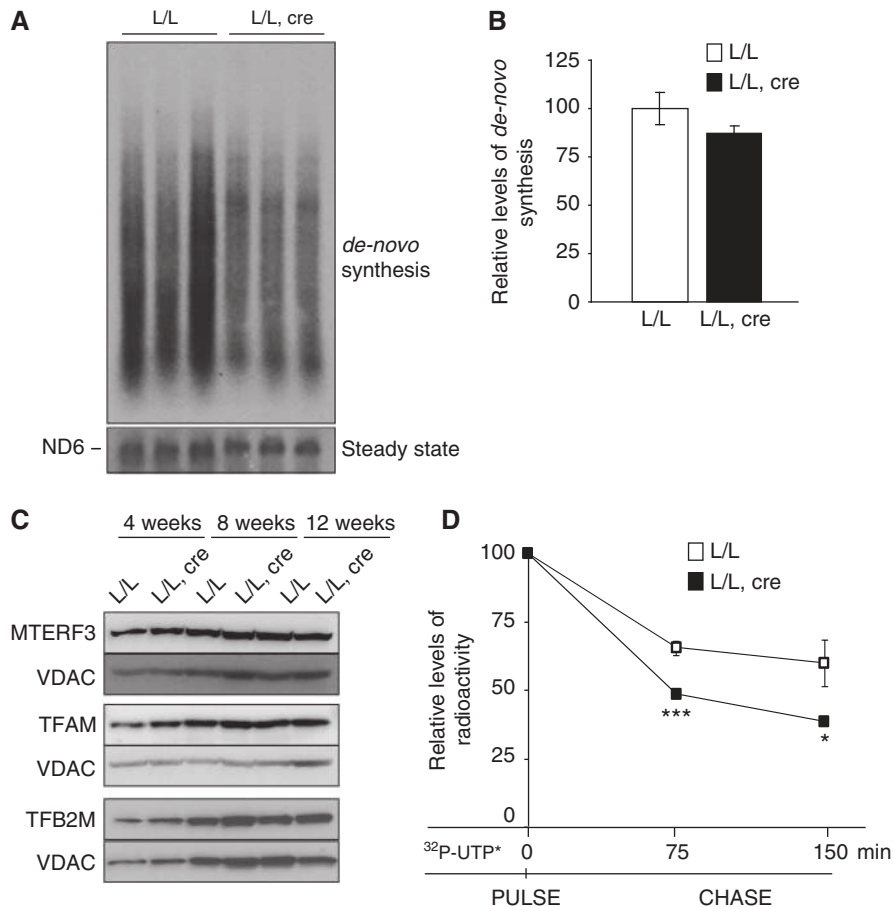 A
L/L
L/L, cre
de-novo
synthesis
ND6 –
Steady state
B
L/L
L/L, cre
Relative levels of de-novo
synthesis
125
100
75
50
25
0
L/L
L/L, cre
C
4 weeks
8 weeks
12 weeks
L/L
L/L, cre
L/L
L/L, cre
L/L
L/L, cre
MTERF3
VDAC
TFAM
VDAC
TFB2M
VDAC
D
L/L
L/L, cre
Relative levels of
radioactivity
100
75
50
25
0
***
*
³²P-UTP*
0
75
150 min
PULSE
CHASE